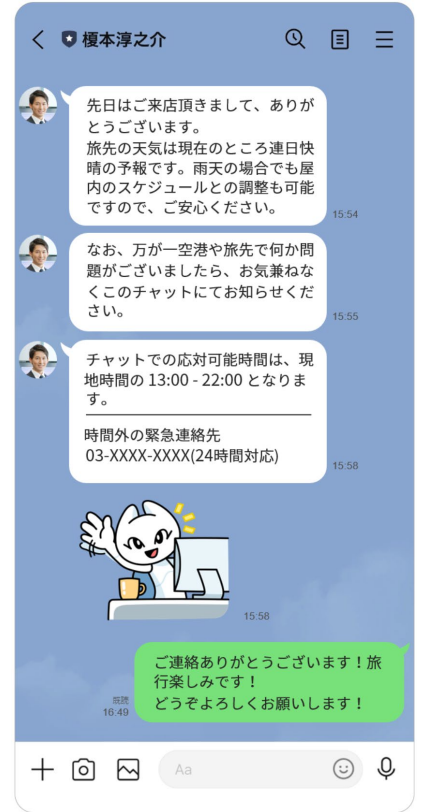 榎本淳之介
先日はご来店頂きまして、ありが
とうございます。
旅先の天気は現在のところ連日快
晴の予報です。雨天の場合でも屋
内のスケジュールとの調整も可能
ですので、ご安心ください。
15:54
なお、万が一空港や旅先で何か問
題がございましたら、お気兼ねな
くこのチャットにてお知らせくだ
さい。
15:55
チャットでの応対可能時間は、現
地時間の 13:00 - 22:00 となりま
す。
時間外の緊急連絡先
03-XXXX-XXXX(24時間対応)
15:58
15:58
ご連絡ありがとうございます！旅
行楽しみです！
どうぞよろしくお願いします！
既読
16:49
Aa